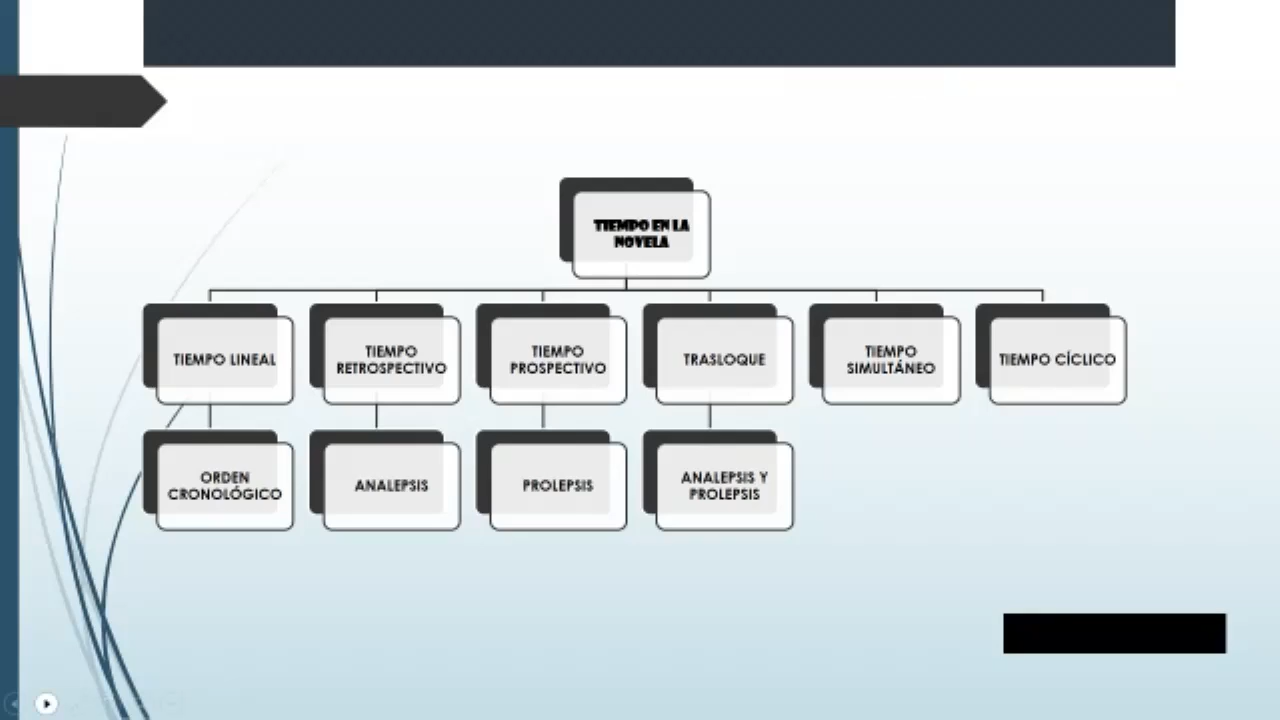 TIEMPO EN LA
NOVELA
TIEMPO LINEAL
TIEMPO
RETROSPECTIVO
TIEMPO
PROSPECTIVO
TRASLOQUE
TIEMPO
SIMULTÁNEO
TIEMPO CÍCLICO
ORDEN
CRONOLÓGICO
ANALEPSIS
PROLEPSIS
ANALEPSIS Y
PROLEPSIS